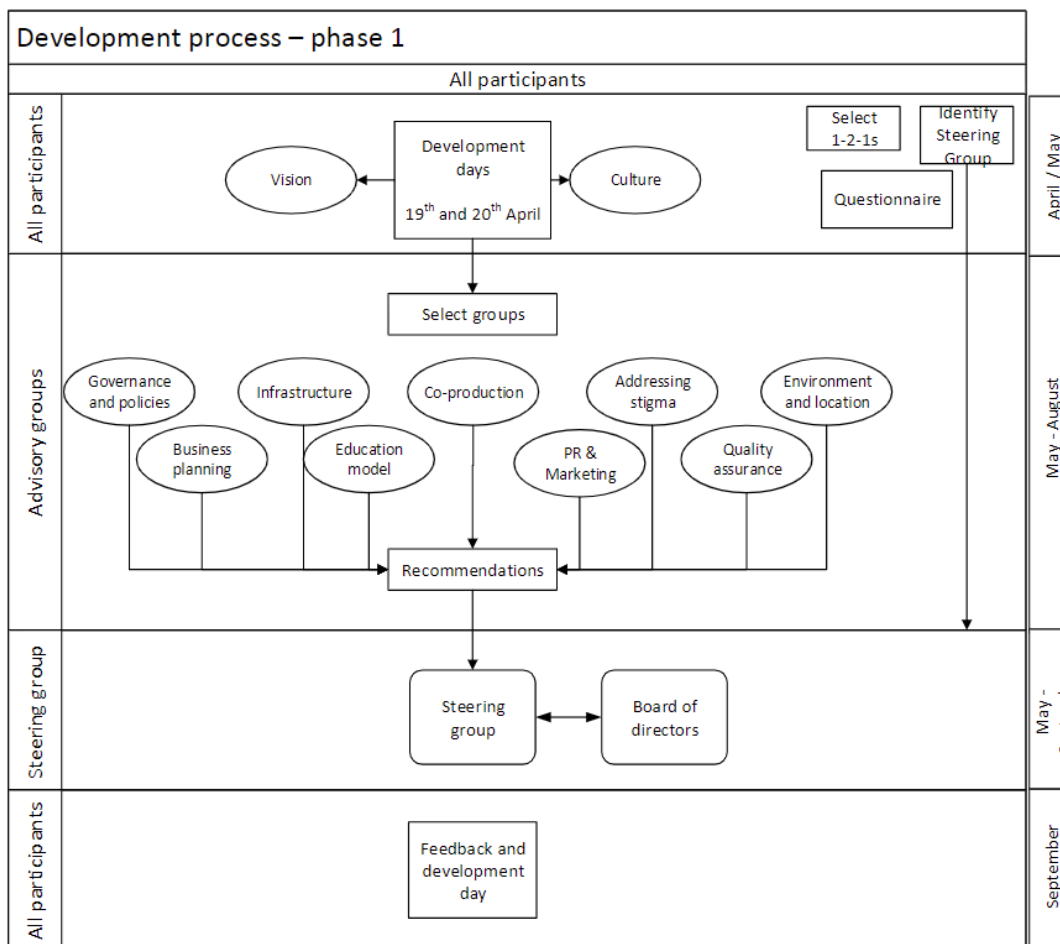 Development process – phase 1
All participants
All participants
Development
days
19th and 20th April
Vision
Culture
Select
1-2-1s
Identify
Steering
Group
Questionnaire
April / May
Advisory groups
Select groups
Governance
and policies
Infrastructure
Co-production
Addressing
stigma
Environment
and location
Business
planning
Education
model
PR &
Marketing
Quality
assurance
Recommendations
May - August
Steering group
Steering
group
Board of
directors
May -
All participants
Feedback and
development
day
September